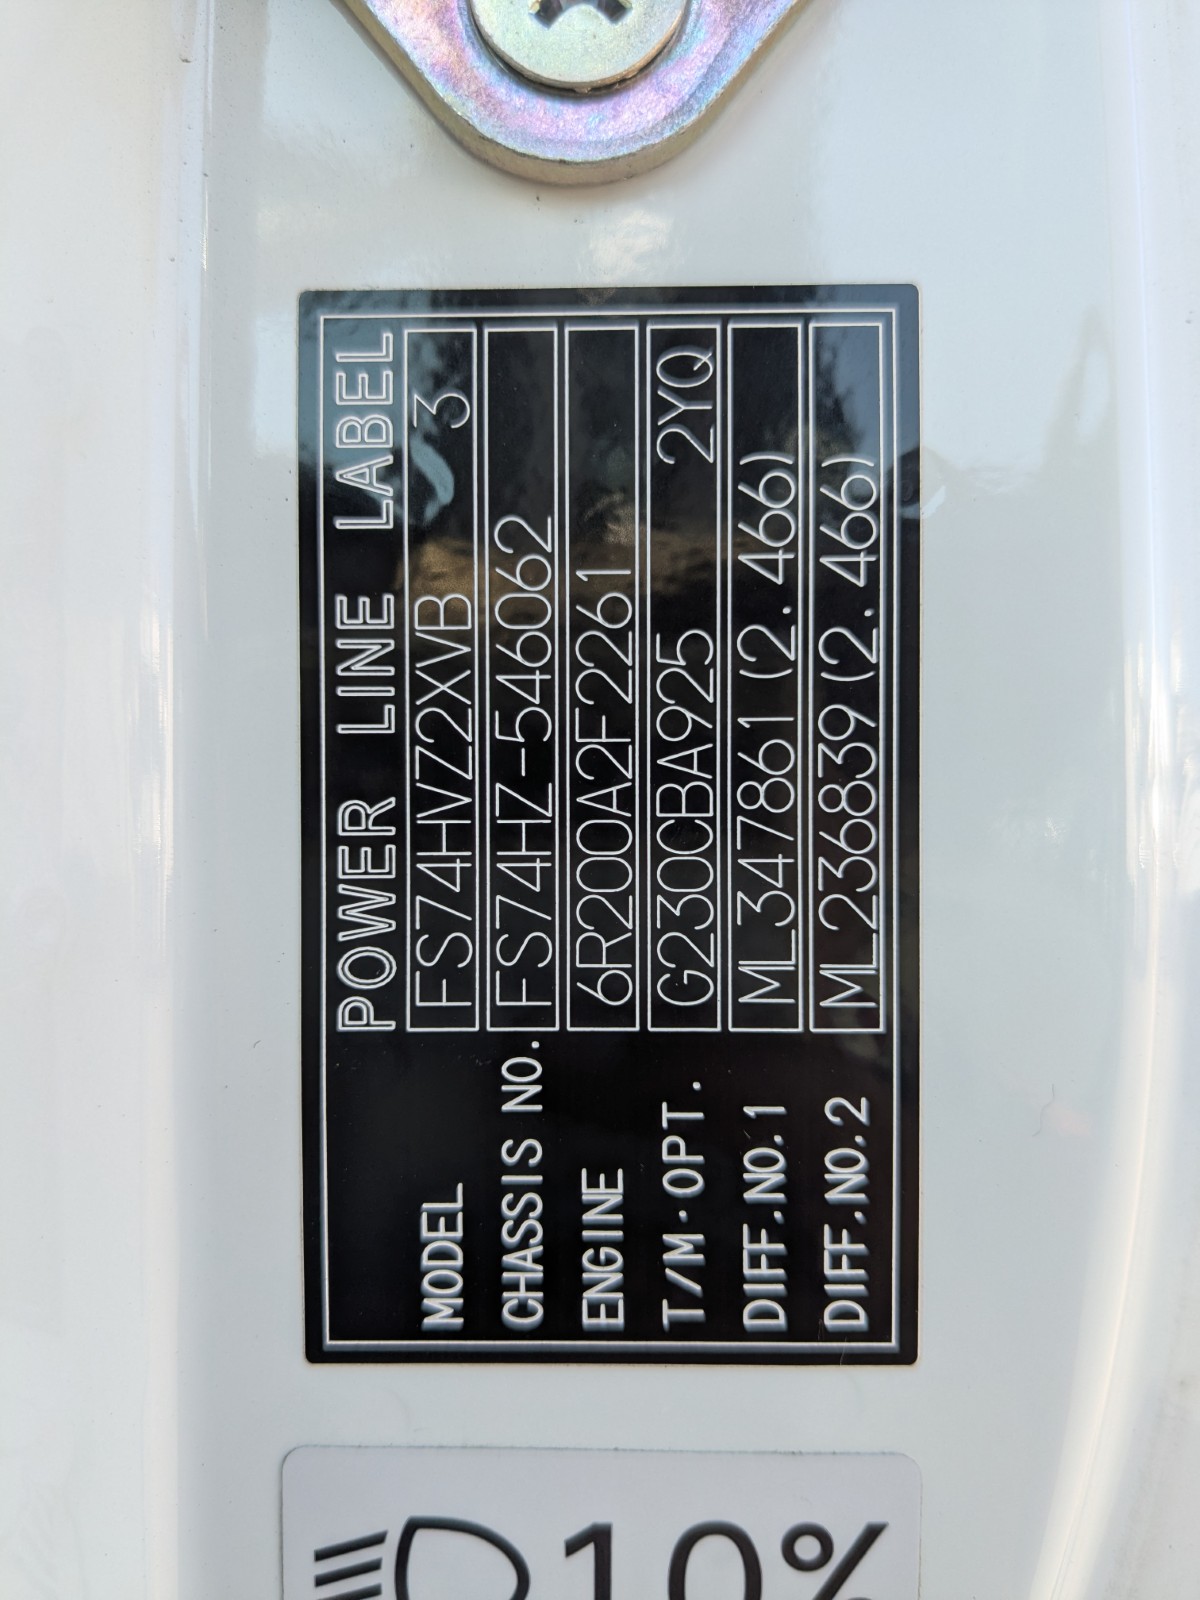 POWER LINE LABEL
MODEL FS74HVZ2XVB 3
CHASSIS NO. FS74HZ-546062
ENGINE 6R200A2F2261
T/M·OPT. G230CBA925 2YQ
DIFF.NO.1 ML347861(2.466)
DIFF.NO.2 ML236839(2.466)
10%